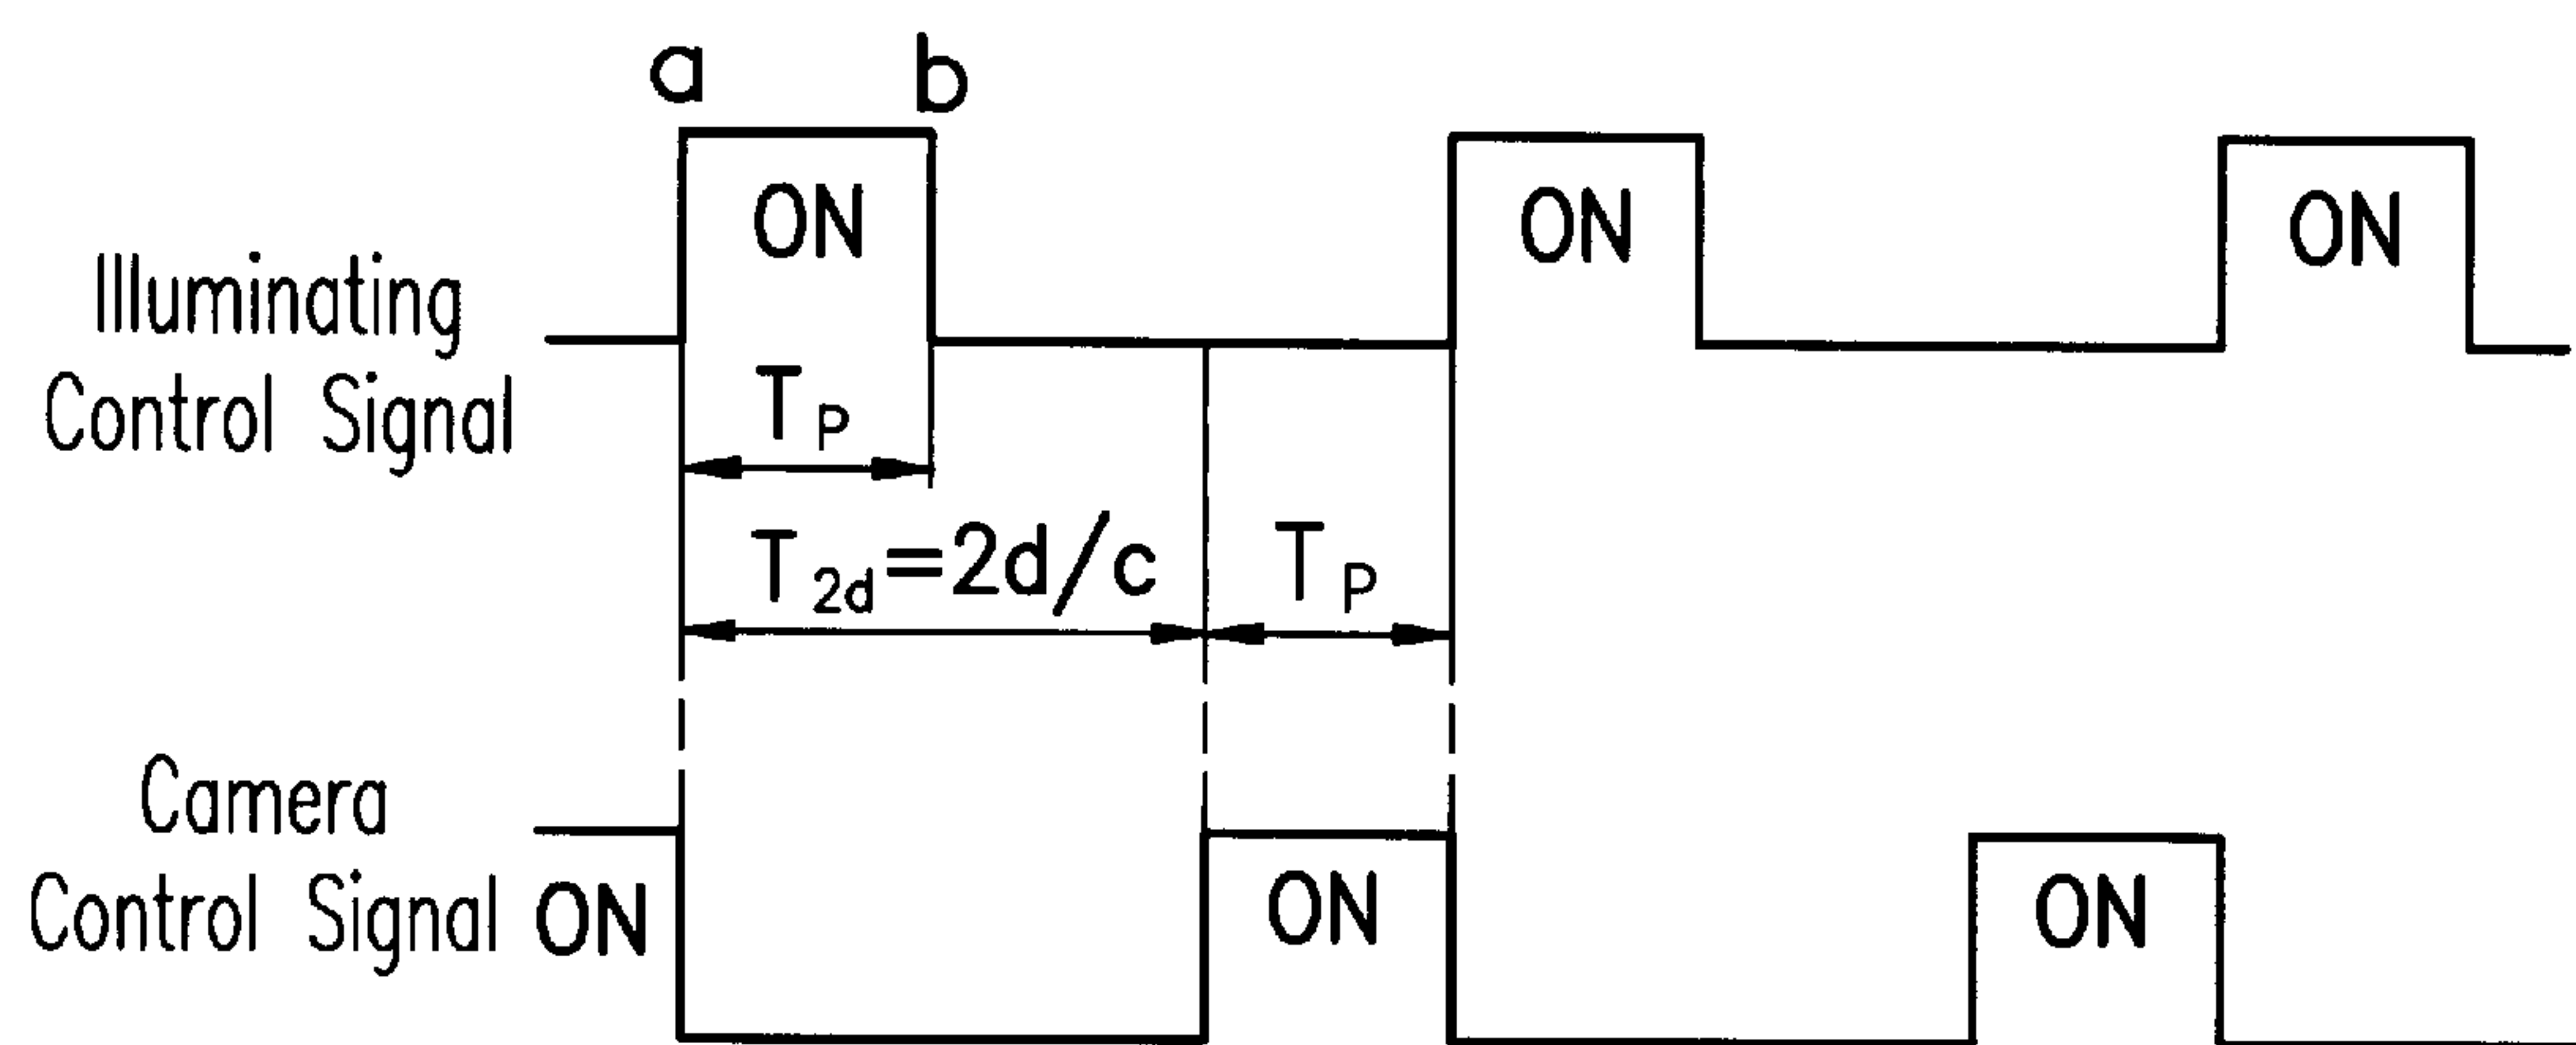 a b
ON ON ON
Illuminating
Control Signal
T_P
T_2d=2d/c T_P
Camera
Control Signal
ON ON ON